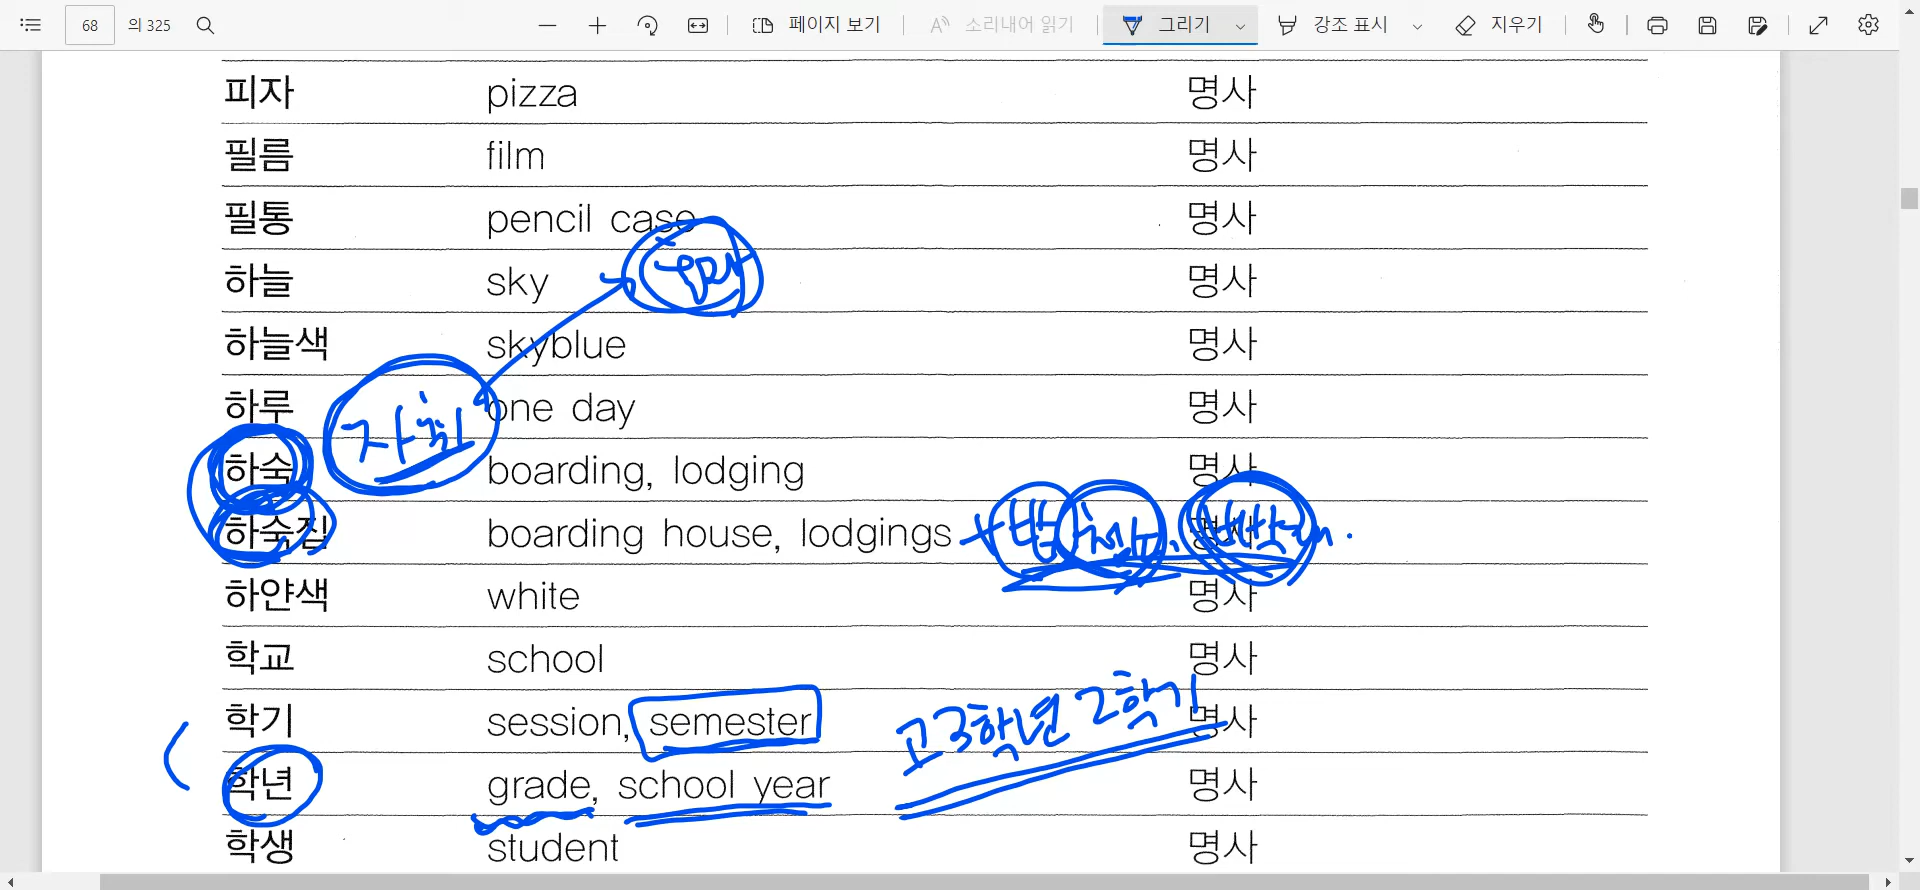 68 의 325 페이지 보기 소리내어 읽기 그리기 강조 표시 지우기
피자 pizza 명사
필름 film 명사
필통 pencil case 명사
하늘 sky 명사
하늘색 skyblue 명사
하루 one day 명사
자취
하숙 boarding, lodging 명사
하숙집 boarding house, lodgings 명사
하얀색 white 명사
학교 school 명사
학기 session, semester 명사
고3학년 2학기
학년 grade, school year 명사
학생 student 명사